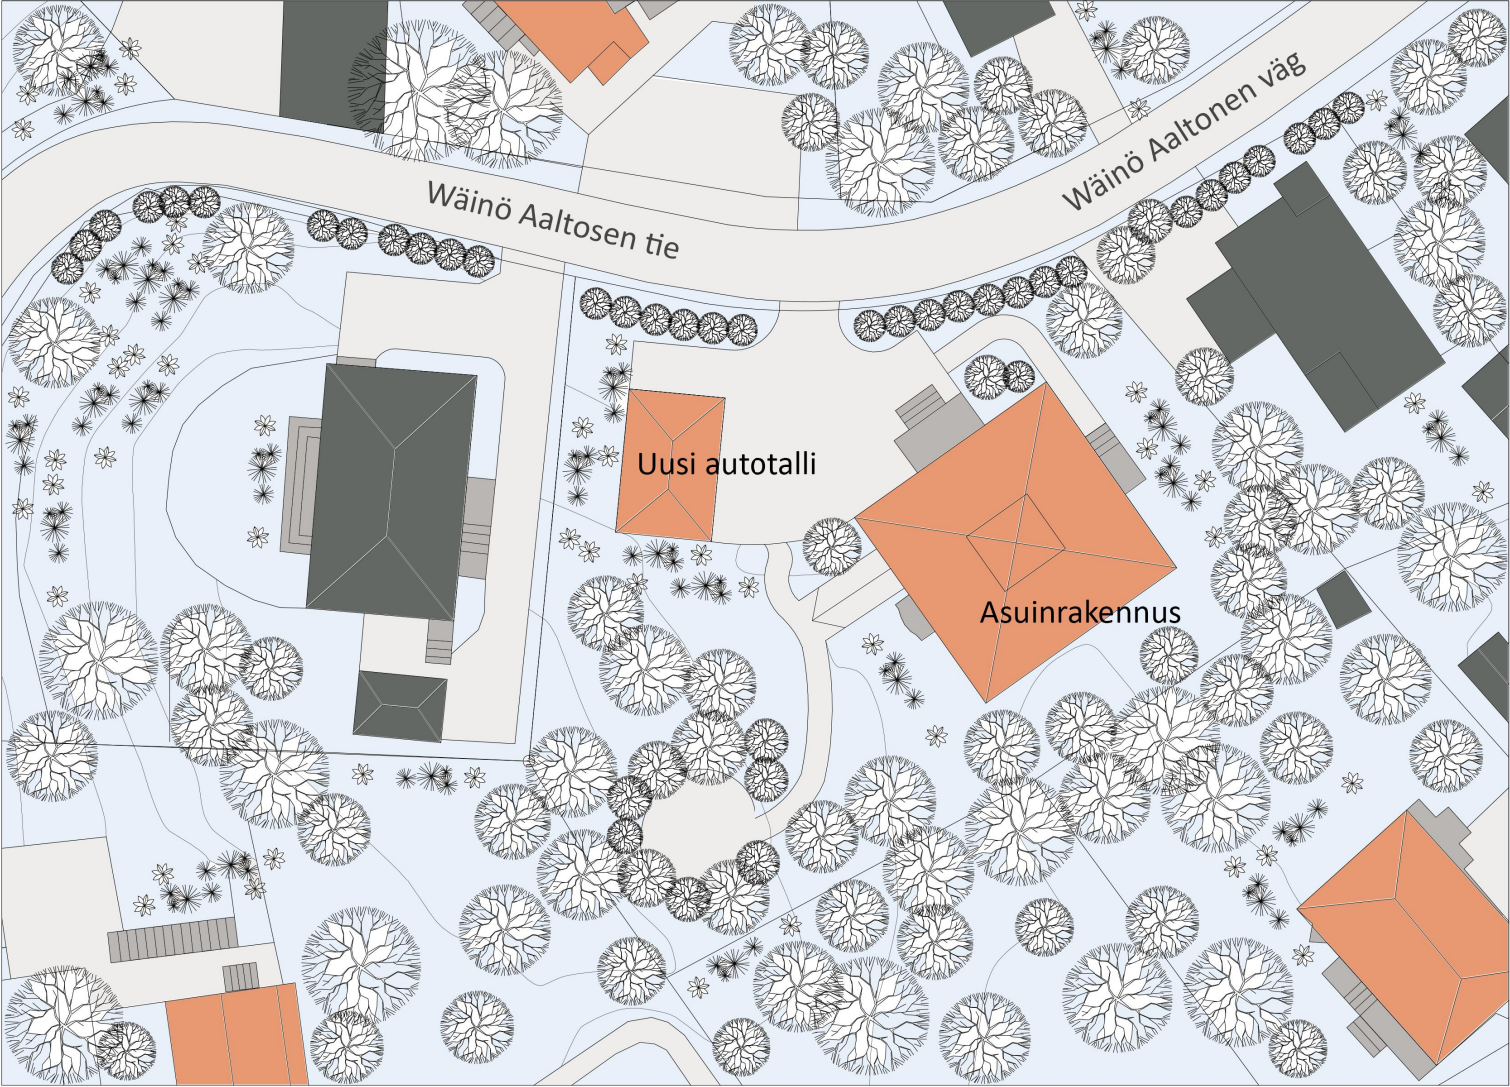 Wäinö Aaltosen tie
Wäinö Aaltonen väg
Uusi autotalli
Asuinrakennus